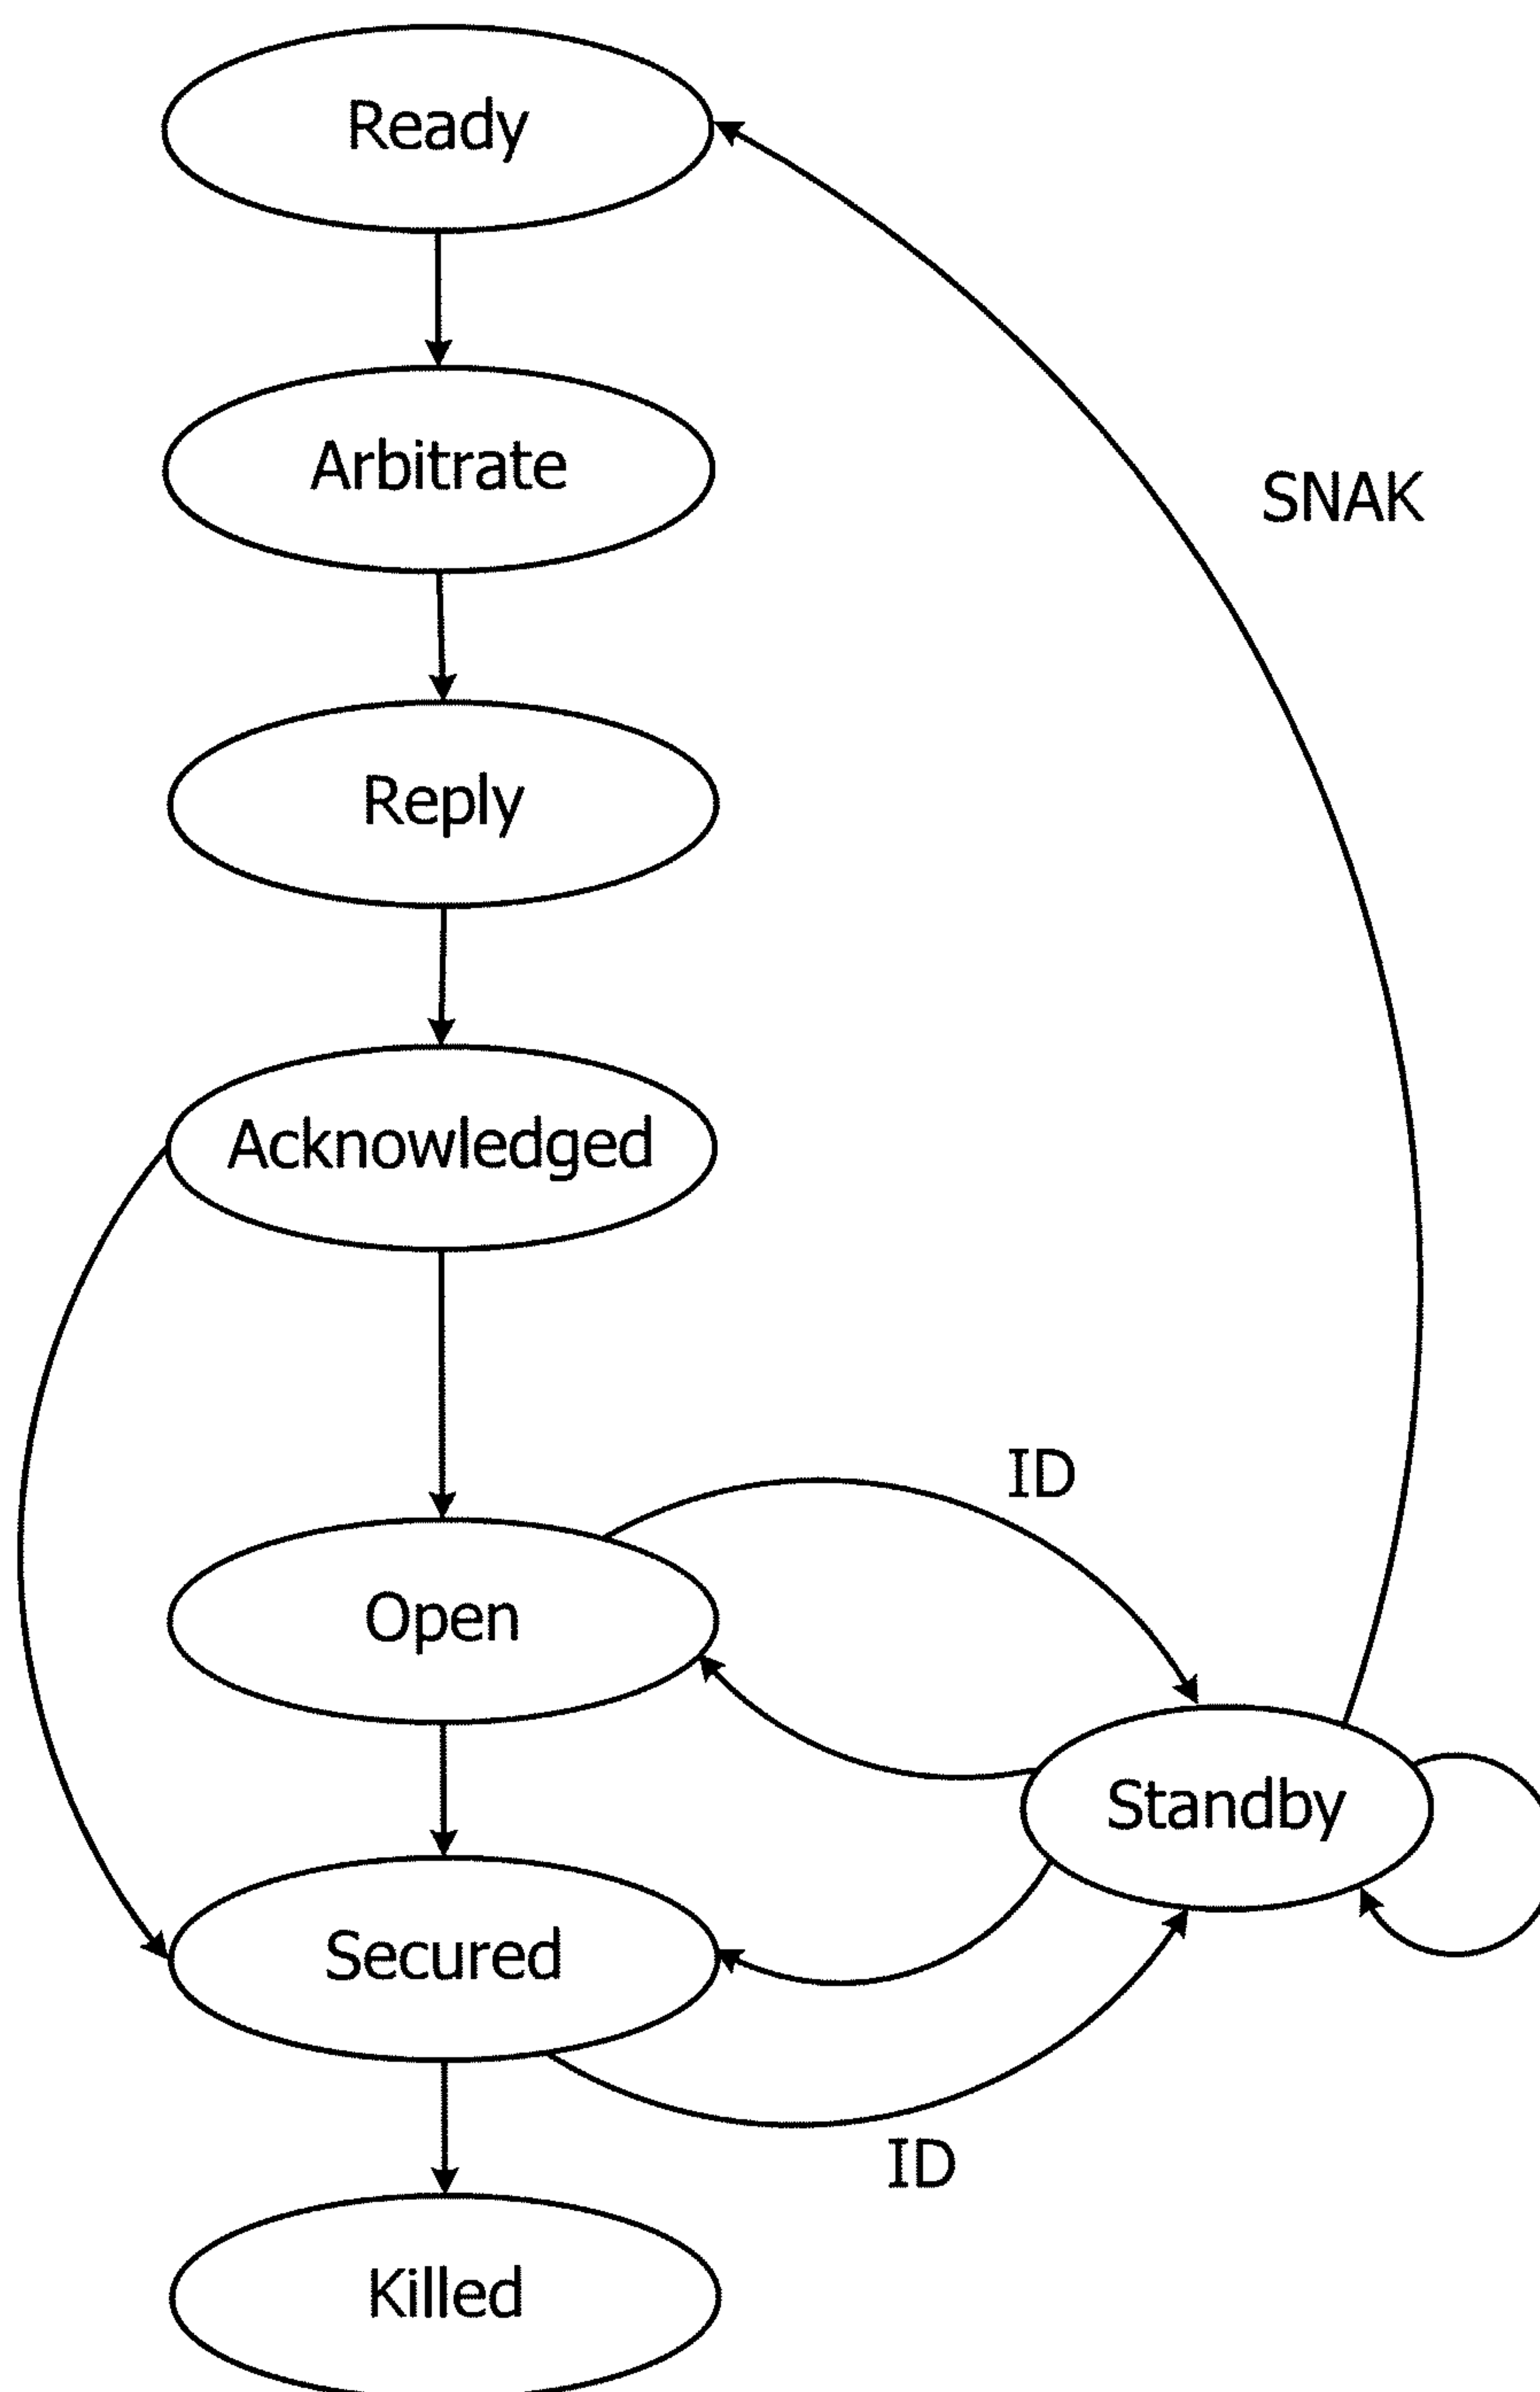 Ready
Arbitrate
SNAK
Reply
Acknowledged
ID
Open
Standby
Secured
ID
Killed